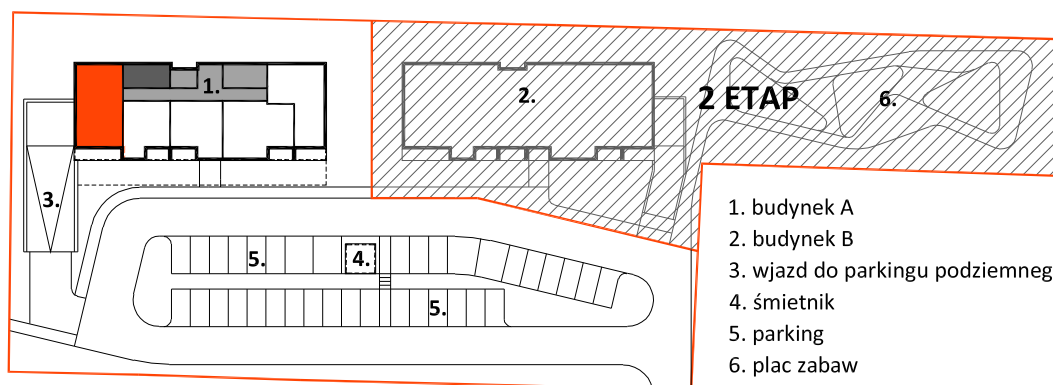 1.
2.
2 ETAP
6.
3.
5.
4.
5.
1. budynek A
2. budynek B
3. wjazd do parkingu podziemneg
4. śmietnik
5. parking
6. plac zabaw